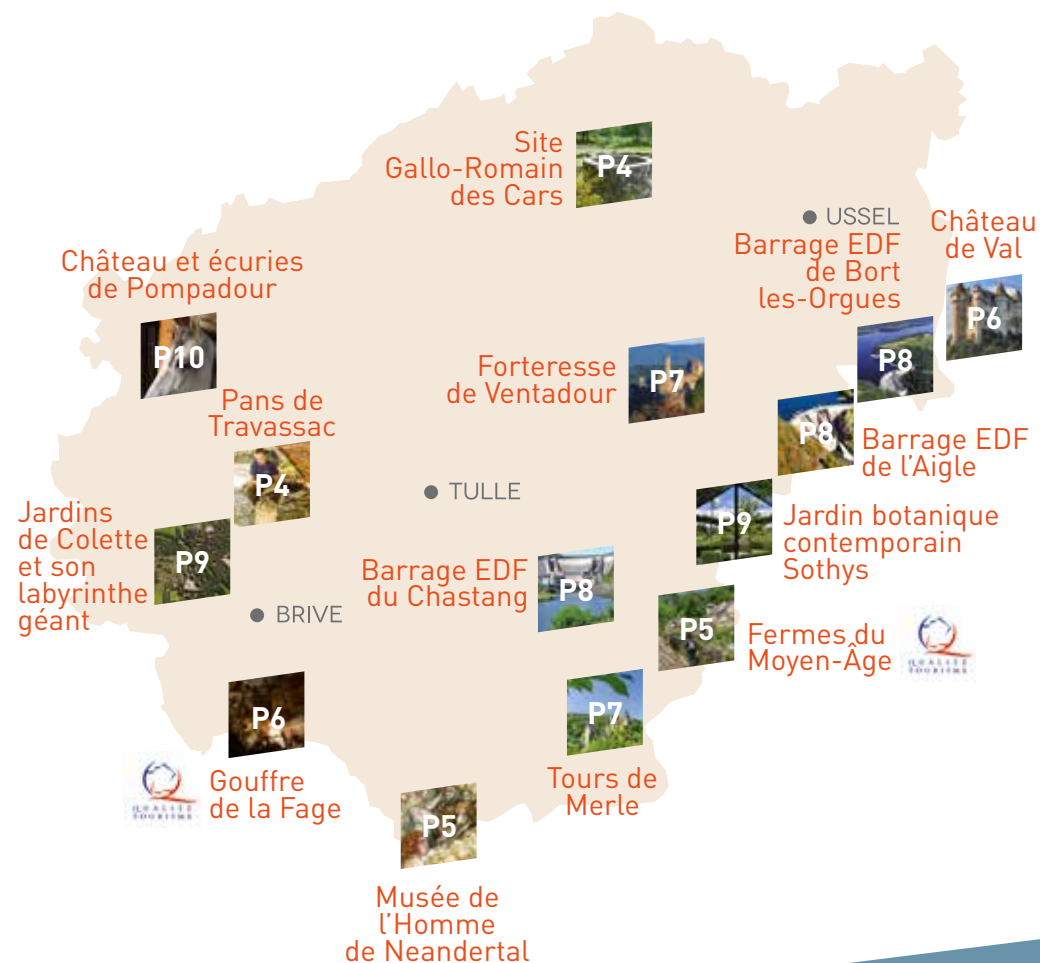 Site
Gallo-Romain
des Cars
P4
USSEL
Château
de Val
P6
Barrage EDF
de Bort
les-Orgues
P8
Château et écuries
de Pompadour
P10
Forteresse
de Ventadour
P7
Pans de
Travassac
P4
P8
Barrage EDF
de l'Aigle
TULLE
Jardins
de Colette
et son
labyrinthe
géant
P9
P9
Jardin botanique
contemporain
Sothys
Barrage EDF
du Chastang
P8
BRIVE
P5
Fermes du
Moyen-Âge
QUALITÉ
TOURISME
P6
Gouffre
de la Fage
QUALITÉ
TOURISME
P7
Tours de
Merle
P5
Musée de
l'Homme
de Neandertal